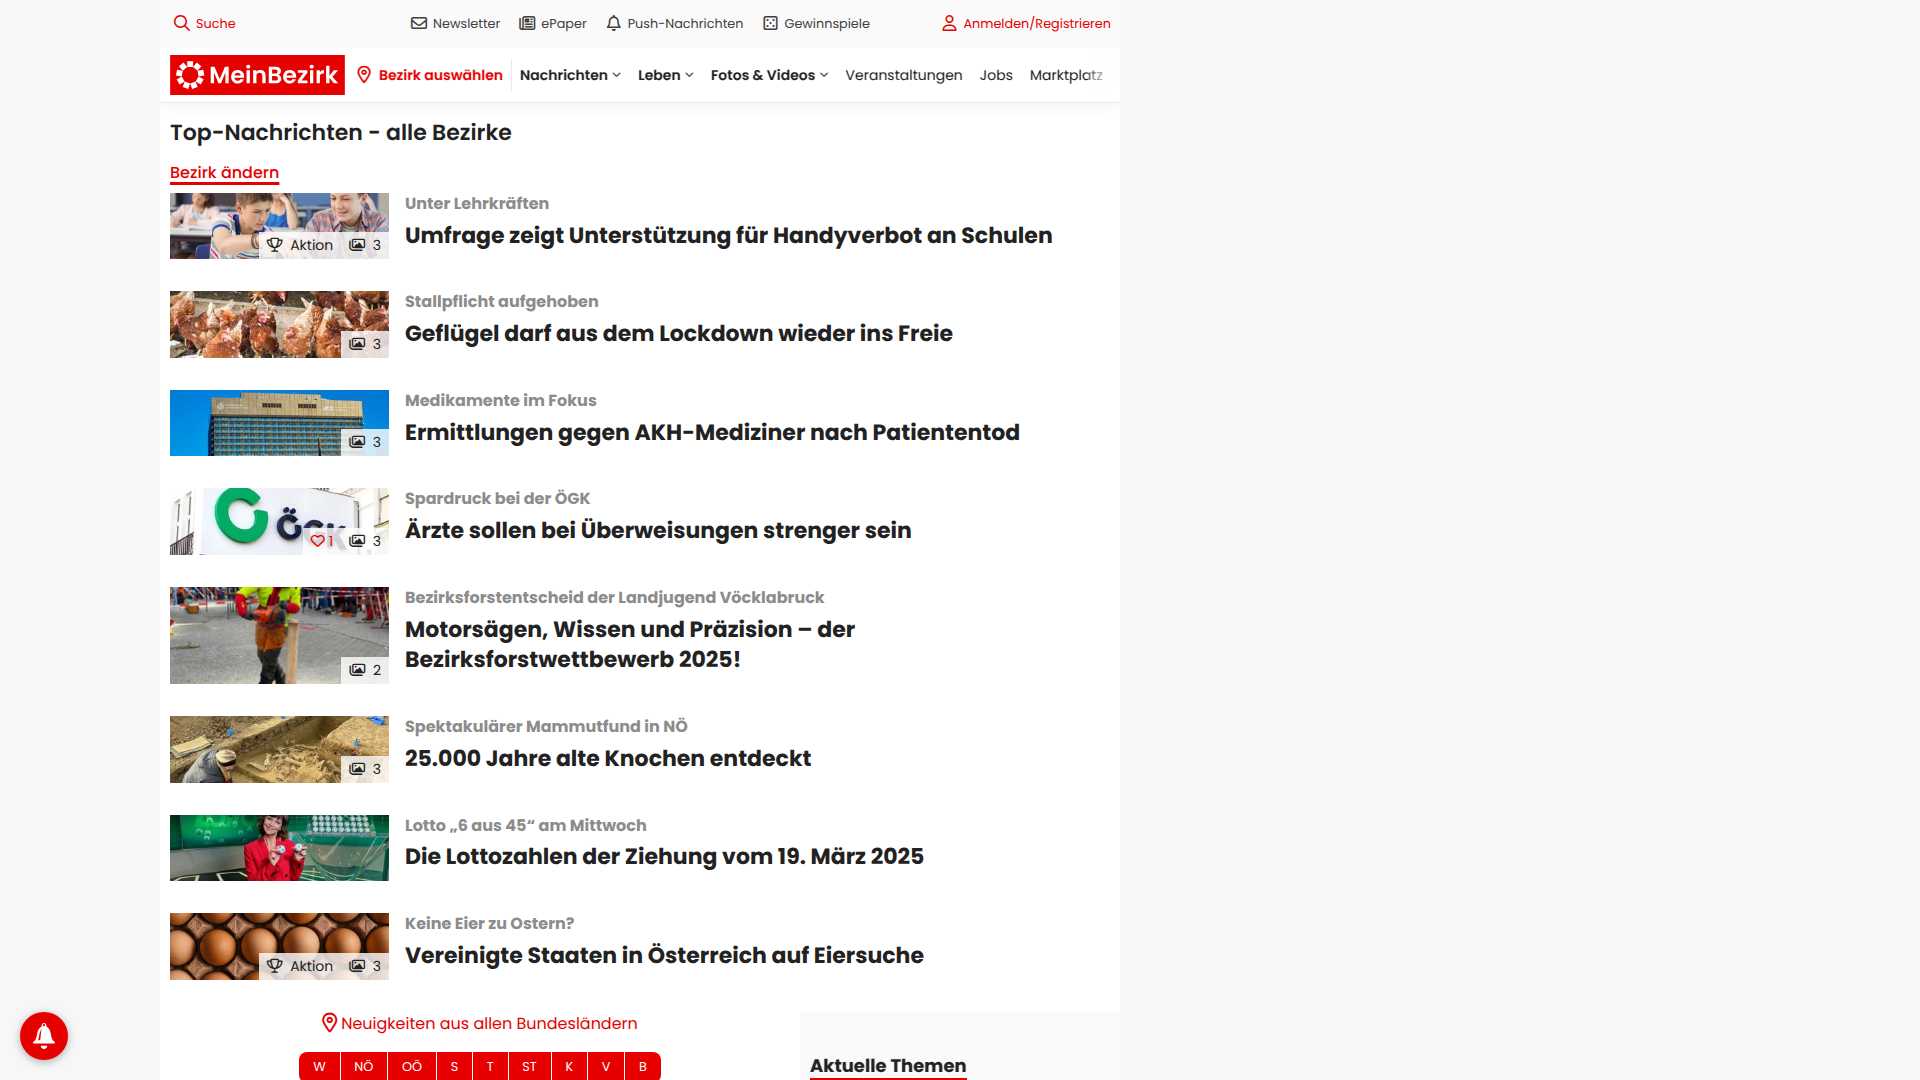 Suche
Newsletter
ePaper
Push-Nachrichten
Gewinnspiele
Anmelden/Registrieren
MeinBezirk
Bezirk auswählen
Nachrichten
Leben
Fotos & Videos
Veranstaltungen
Jobs
Marktplatz
Top-Nachrichten - alle Bezirke
Bezirk ändern
Aktion 3
Unter Lehrkräften
Umfrage zeigt Unterstützung für Handyverbot an Schulen
3
Stallpflicht aufgehoben
Geflügel darf aus dem Lockdown wieder ins Freie
3
Medikamente im Fokus
Ermittlungen gegen AKH-Mediziner nach Patiententod
ÖGK
1 3
Spardruck bei der ÖGK
Ärzte sollen bei Überweisungen strenger sein
2
Bezirksforstentscheid der Landjugend Vöcklabruck
Motorsägen, Wissen und Präzision – der
Bezirksforstwettbewerb 2025!
3
Spektakulärer Mammutfund in NÖ
25.000 Jahre alte Knochen entdeckt
Lotto „6 aus 45“ am Mittwoch
Die Lottozahlen der Ziehung vom 19. März 2025
Aktion 3
Keine Eier zu Ostern?
Vereinigte Staaten in Österreich auf Eiersuche
Neuigkeiten aus allen Bundesländern
W NÖ OÖ S T ST K V B
Aktuelle Themen